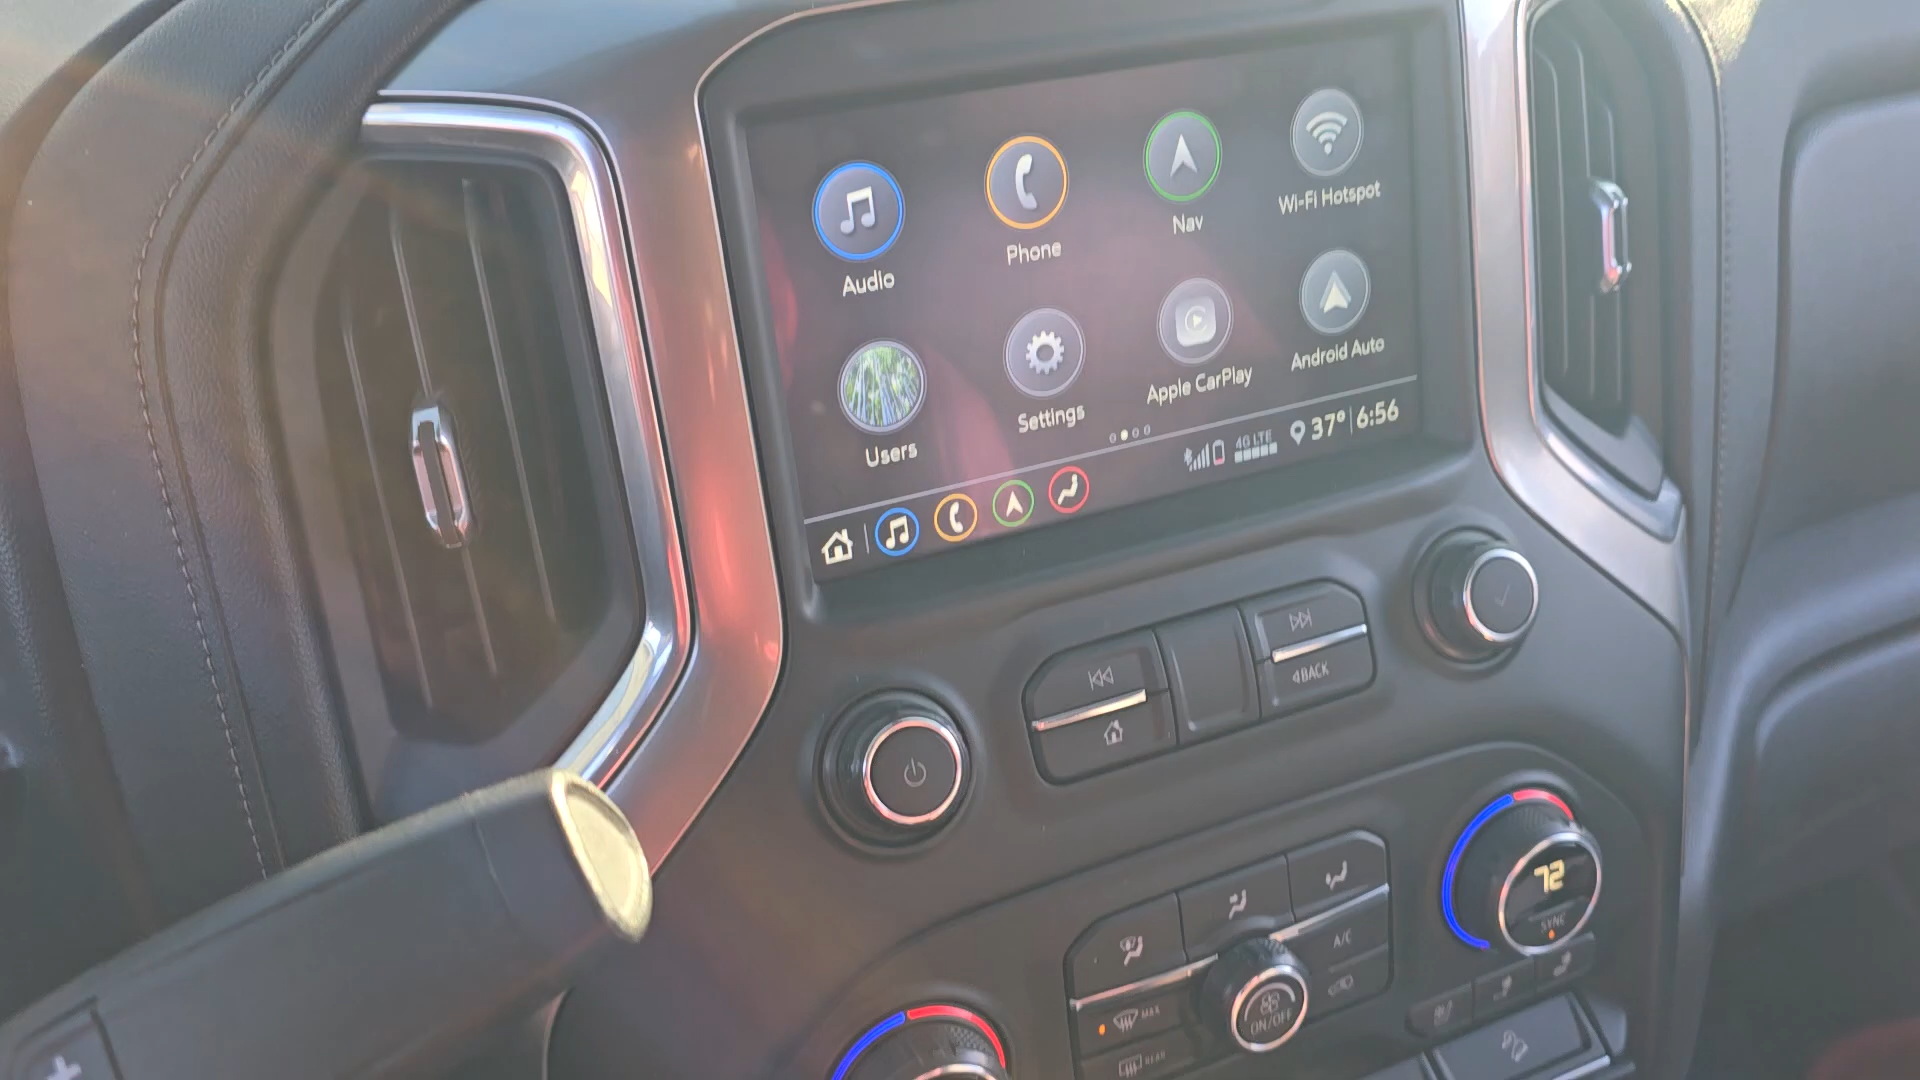 Audio
Phone
Nav
Wi-Fi Hotspot
Users
Settings
Apple CarPlay
Android Auto
4G LTE
37° 6:56
BACK
72
SYNC
A/C
MAX
ON/OFF
REAR